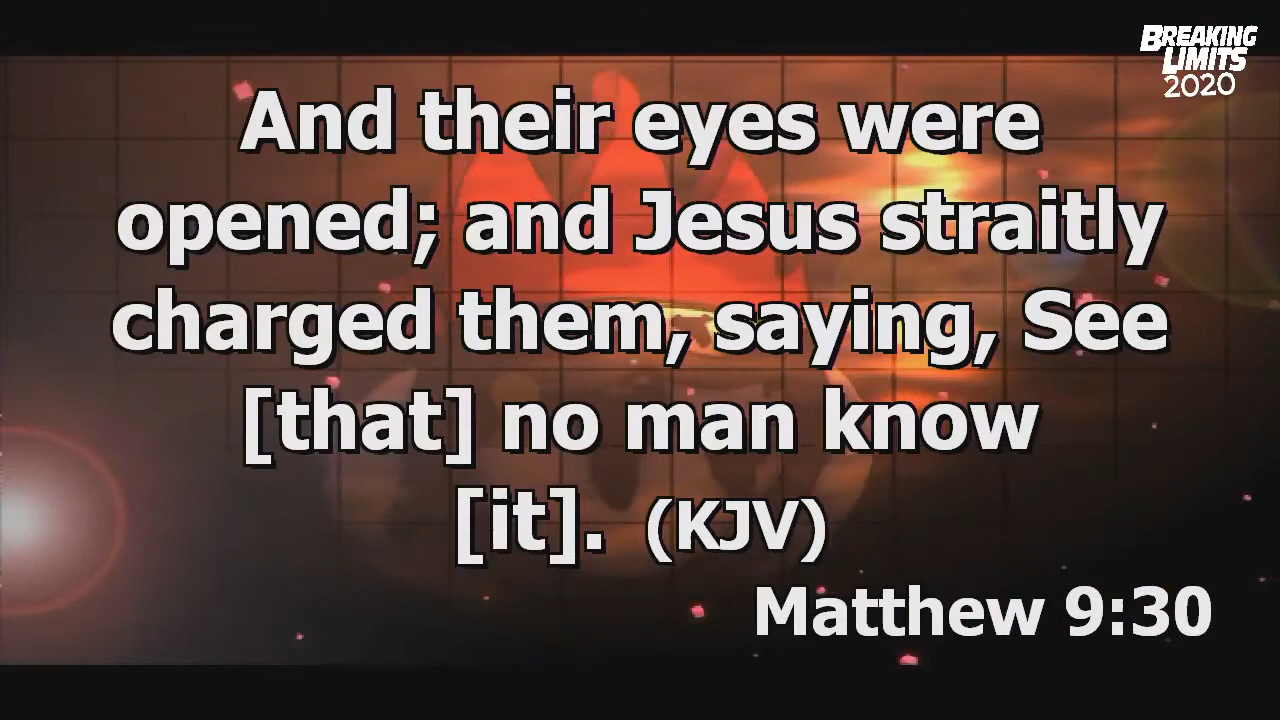 BREAKING
LIMITS
2020
And their eyes were
opened; and Jesus straitly
charged them, saying, See
[that] no man know
[it]. (KJV)
Matthew 9:30